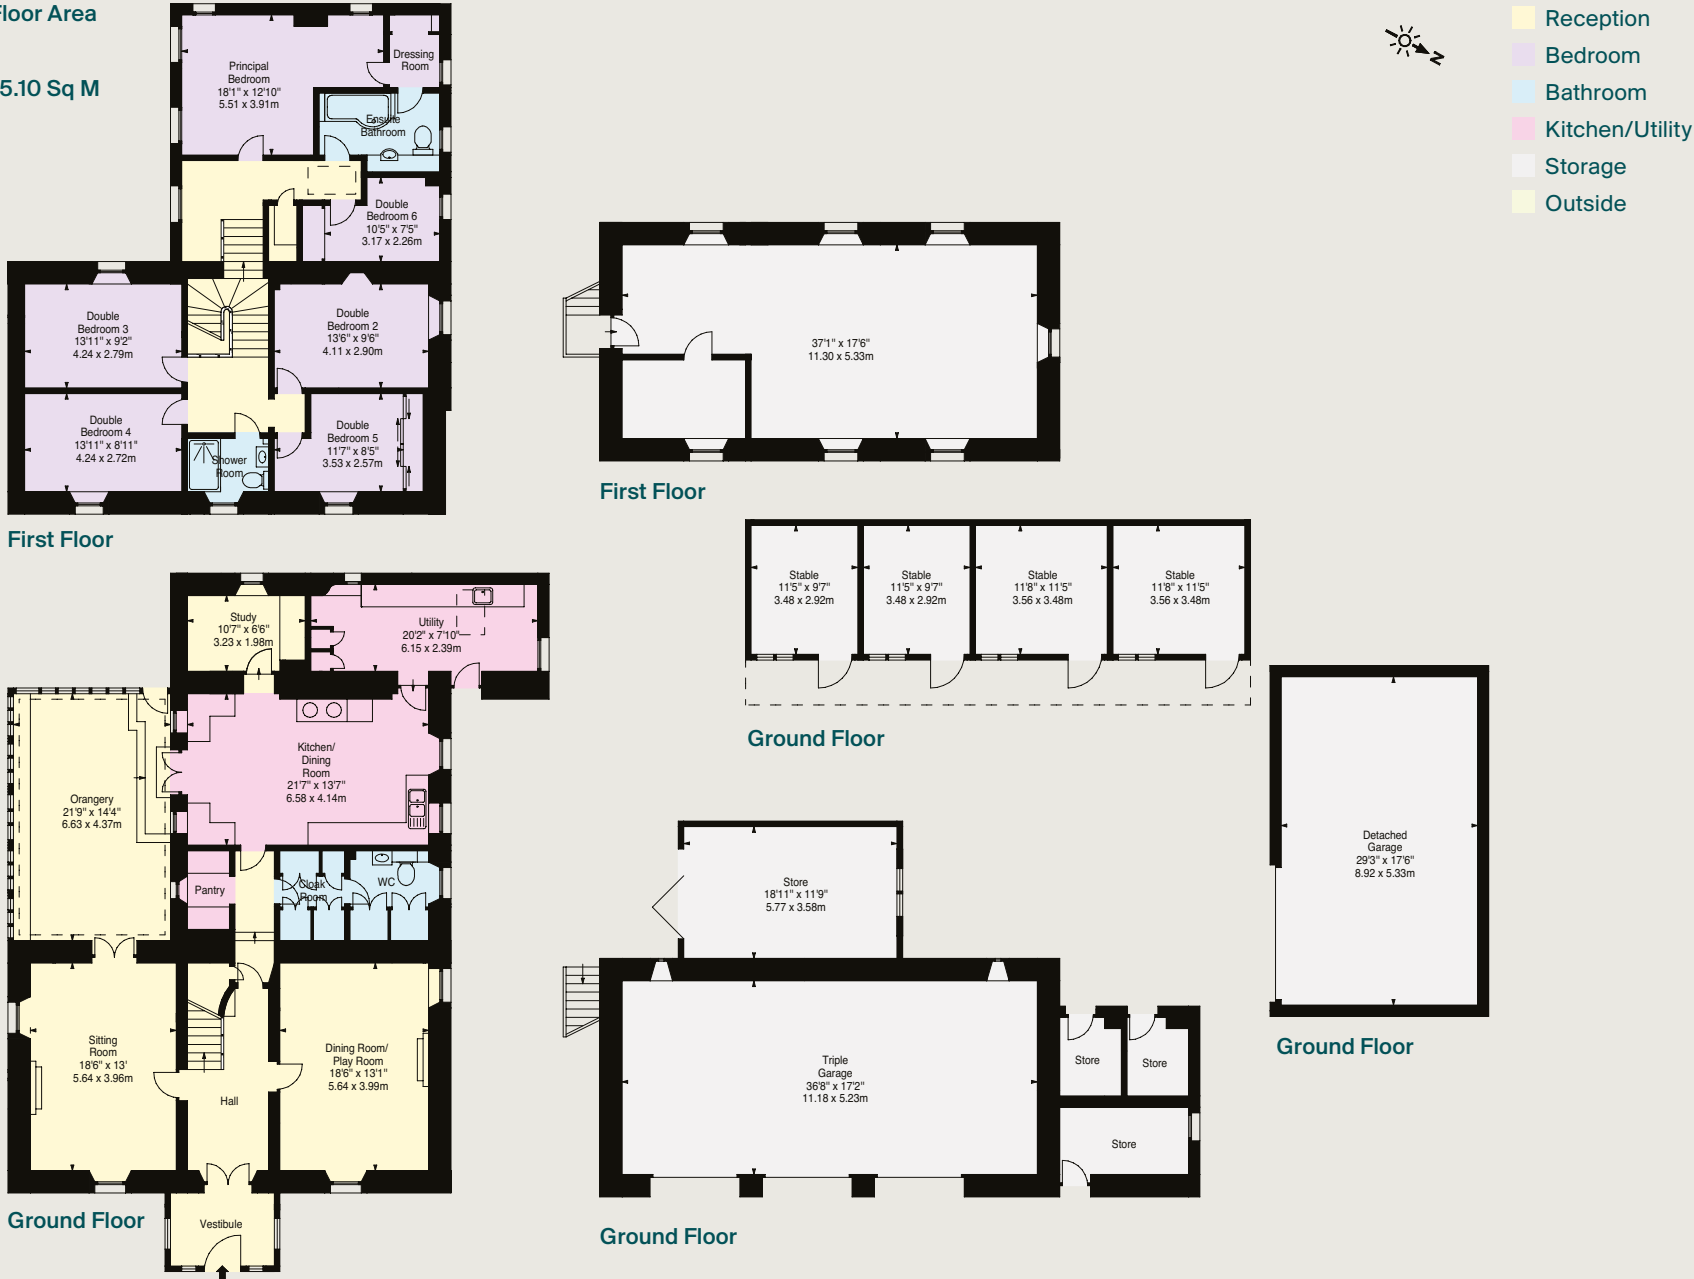 Floor Area
5.10 Sq M
Reception
Bedroom
Bathroom
Kitchen/Utility
Storage
Outside
N
Principal
Bedroom
18'1" x 12'10"
5.51 x 3.91m
Dressing
Room
Ensuite
Bathroom
Double
Bedroom 6
10'5" x 7'5"
3.17 x 2.26m
Double
Bedroom 3
13'11" x 9'2"
4.24 x 2.79m
Double
Bedroom 2
13'6" x 9'6"
4.11 x 2.90m
Double
Bedroom 4
13'11" x 8'11"
4.24 x 2.72m
Shower
Room
Double
Bedroom 5
11'7" x 8'5"
3.53 x 2.57m
First Floor
37'1" x 17'6"
11.30 x 5.33m
First Floor
Stable
11'5" x 9'7"
3.48 x 2.92m
Stable
11'5" x 9'7"
3.48 x 2.92m
Stable
11'8" x 11'5"
3.56 x 3.48m
Stable
11'8" x 11'5"
3.56 x 3.48m
Ground Floor
Study
10'7" x 6'6"
3.23 x 1.98m
Utility
20'2" x 7'10"
6.15 x 2.39m
Kitchen/
Dining
Room
21'7" x 13'7"
6.58 x 4.14m
Orangery
21'9" x 14'4"
6.63 x 4.37m
Pantry
Cloak
Room
WC
Sitting
Room
18'6" x 13'
5.64 x 3.96m
Hall
Dining Room/
Play Room
18'6" x 13'1"
5.64 x 3.99m
Vestibule
Ground Floor
Store
18'11" x 11'9"
5.77 x 3.58m
Triple
Garage
36'8" x 17'2"
11.18 x 5.23m
Store
Store
Store
Ground Floor
Detached
Garage
29'3" x 17'6"
8.92 x 5.33m
Ground Floor